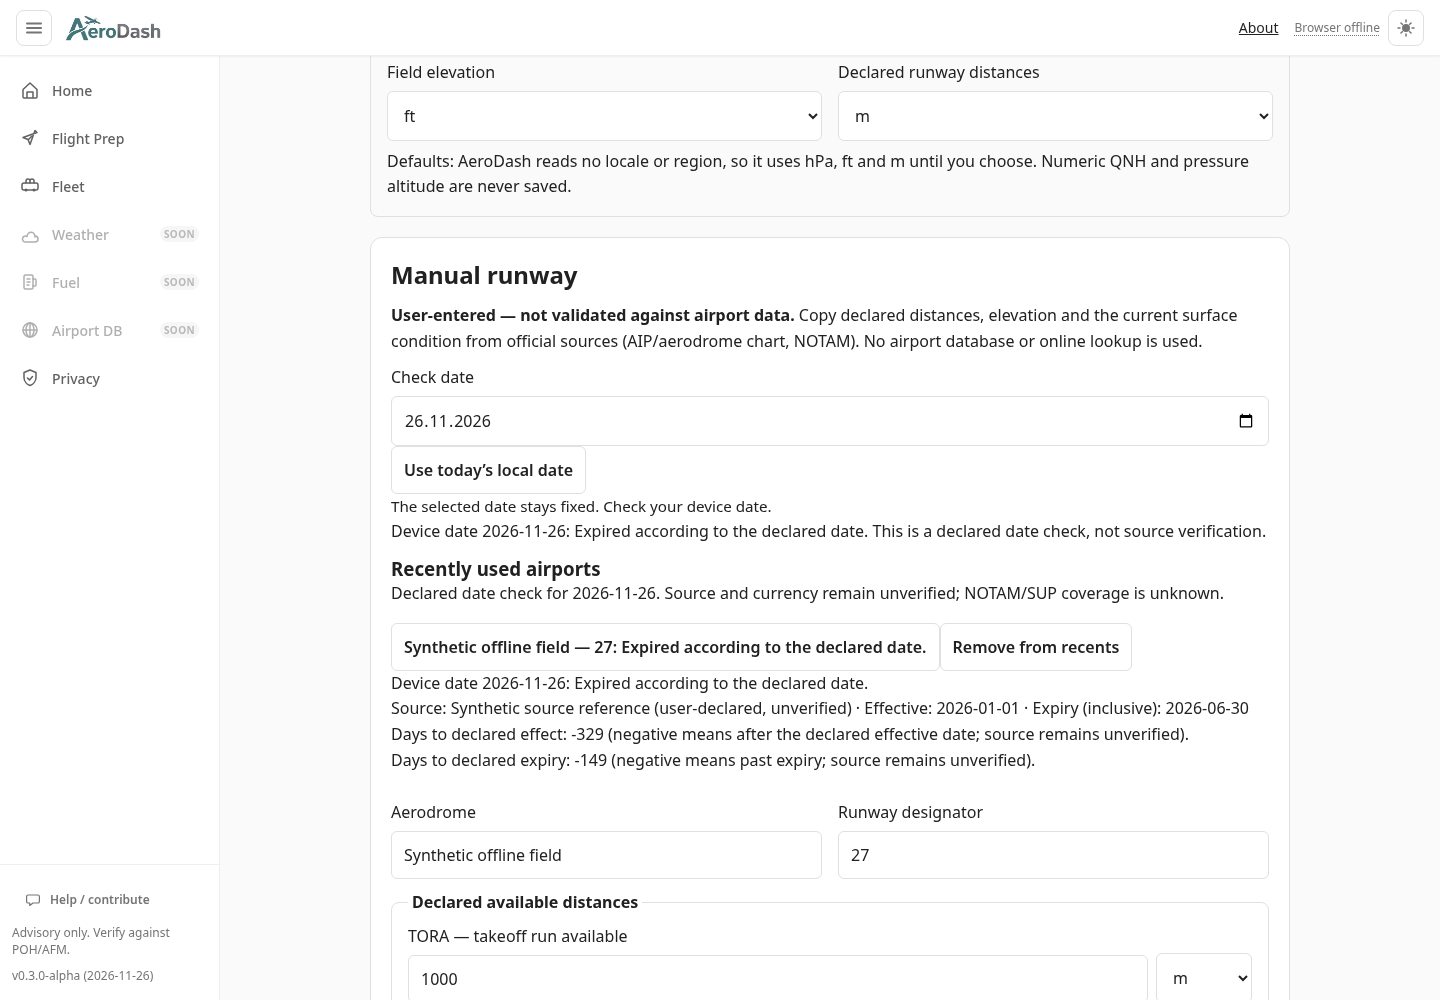 AeroDash
About
Browser offline
Home
Flight Prep
Fleet
Weather SOON
Fuel SOON
Airport DB SOON
Privacy
Help / contribute
Advisory only. Verify against
POH/AFM.
v0.3.0-alpha (2026-11-26)
Field elevation
ft
Declared runway distances
m
Defaults: AeroDash reads no locale or region, so it uses hPa, ft and m until you choose. Numeric QNH and pressure
altitude are never saved.
Manual runway
User-entered — not validated against airport data. Copy declared distances, elevation and the current surface
condition from official sources (AIP/aerodrome chart, NOTAM). No airport database or online lookup is used.
Check date
26.11.2026
Use today’s local date
The selected date stays fixed. Check your device date.
Device date 2026-11-26: Expired according to the declared date. This is a declared date check, not source verification.
Recently used airports
Declared date check for 2026-11-26. Source and currency remain unverified; NOTAM/SUP coverage is unknown.
Synthetic offline field — 27: Expired according to the declared date.
Remove from recents
Device date 2026-11-26: Expired according to the declared date.
Source: Synthetic source reference (user-declared, unverified) · Effective: 2026-01-01 · Expiry (inclusive): 2026-06-30
Days to declared effect: -329 (negative means after the declared effective date; source remains unverified).
Days to declared expiry: -149 (negative means past expiry; source remains unverified).
Aerodrome
Synthetic offline field
Runway designator
27
Declared available distances
TORA — takeoff run available
1000
m